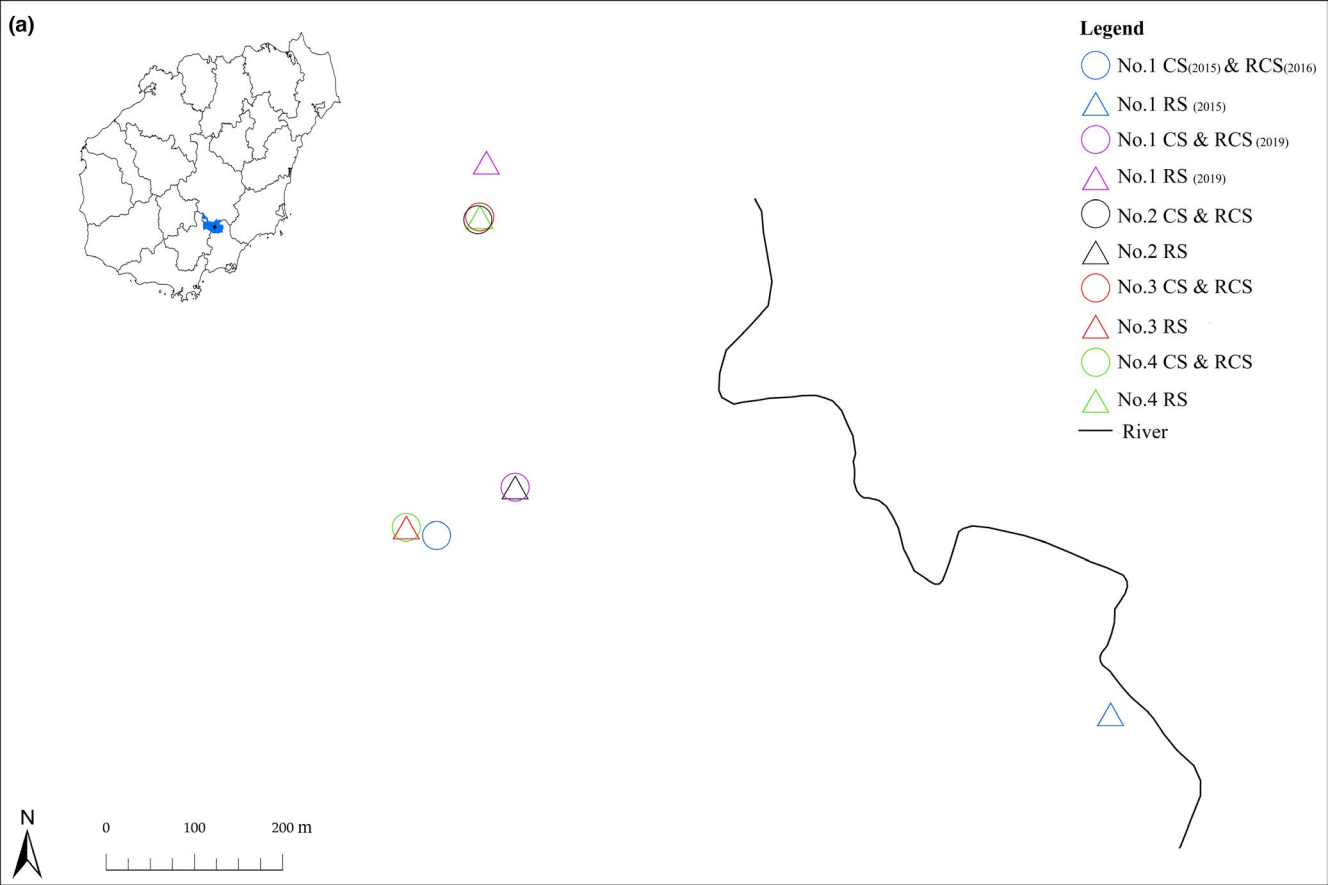 (a)
Legend
No.1 CS(2015) & RCS(2016)
No.1 RS (2015)
No.1 CS & RCS (2019)
No.1 RS (2019)
No.2 CS & RCS
No.2 RS
No.3 CS & RCS
No.3 RS
No.4 CS & RCS
No.4 RS
River
N
0 100 200 m